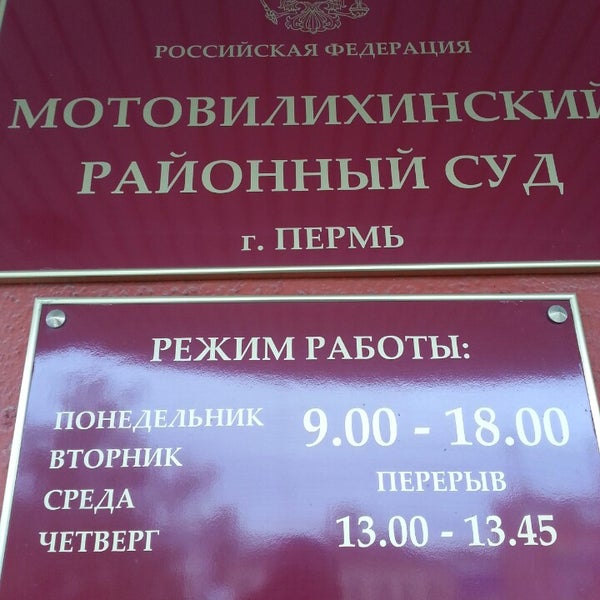 РОССИЙСКАЯ ФЕДЕРАЦИЯ
МОТОВИЛИХИНСКИЙ
РАЙОННЫЙ СУД
г. ПЕРМЬ
РЕЖИМ РАБОТЫ:
ПОНЕДЕЛЬНИК
ВТОРНИК
СРЕДА
ЧЕТВЕРГ
9.00 - 18.00
ПЕРЕРЫВ
13.00 - 13.45